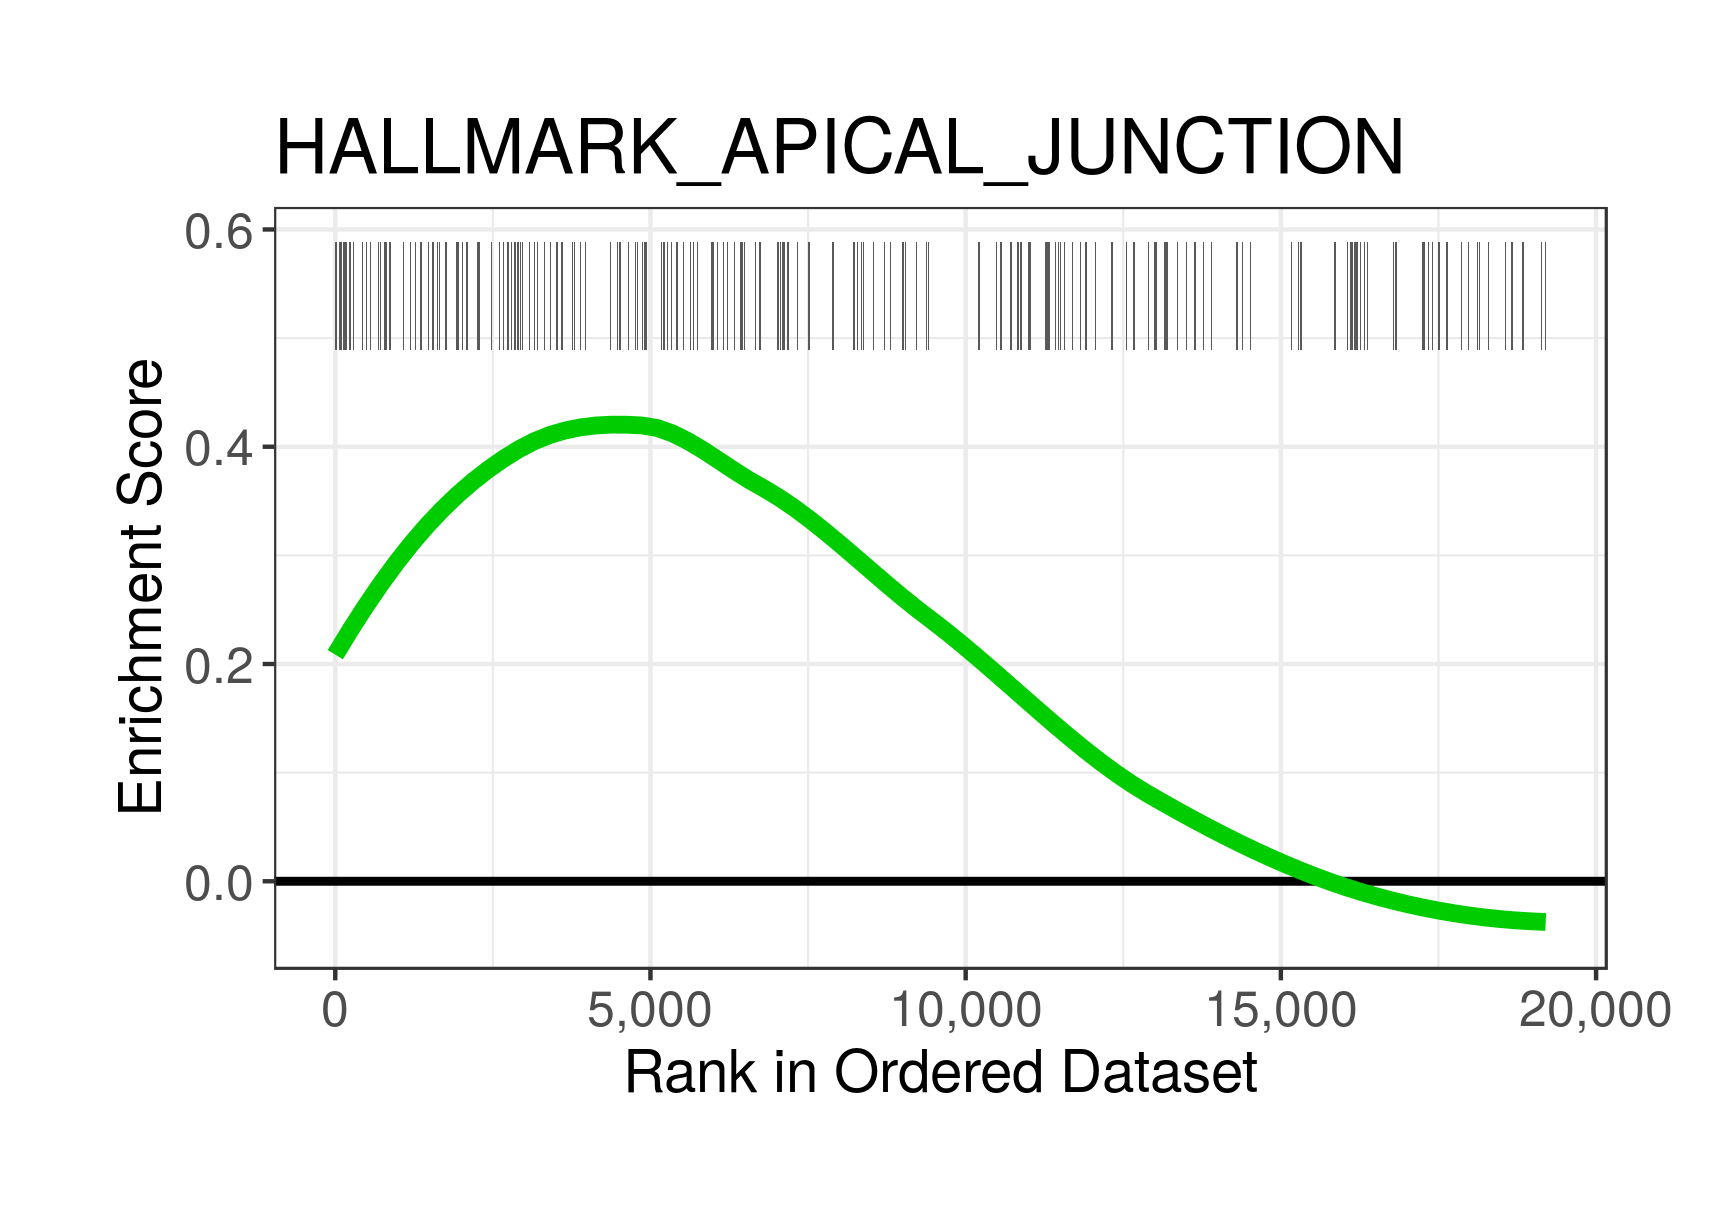 HALLMARK_APICAL_JUNCTION
0.6
0.4
0.2
0.0
Enrichment Score
0 5,000 10,000 15,000 20,000
Rank in Ordered Dataset